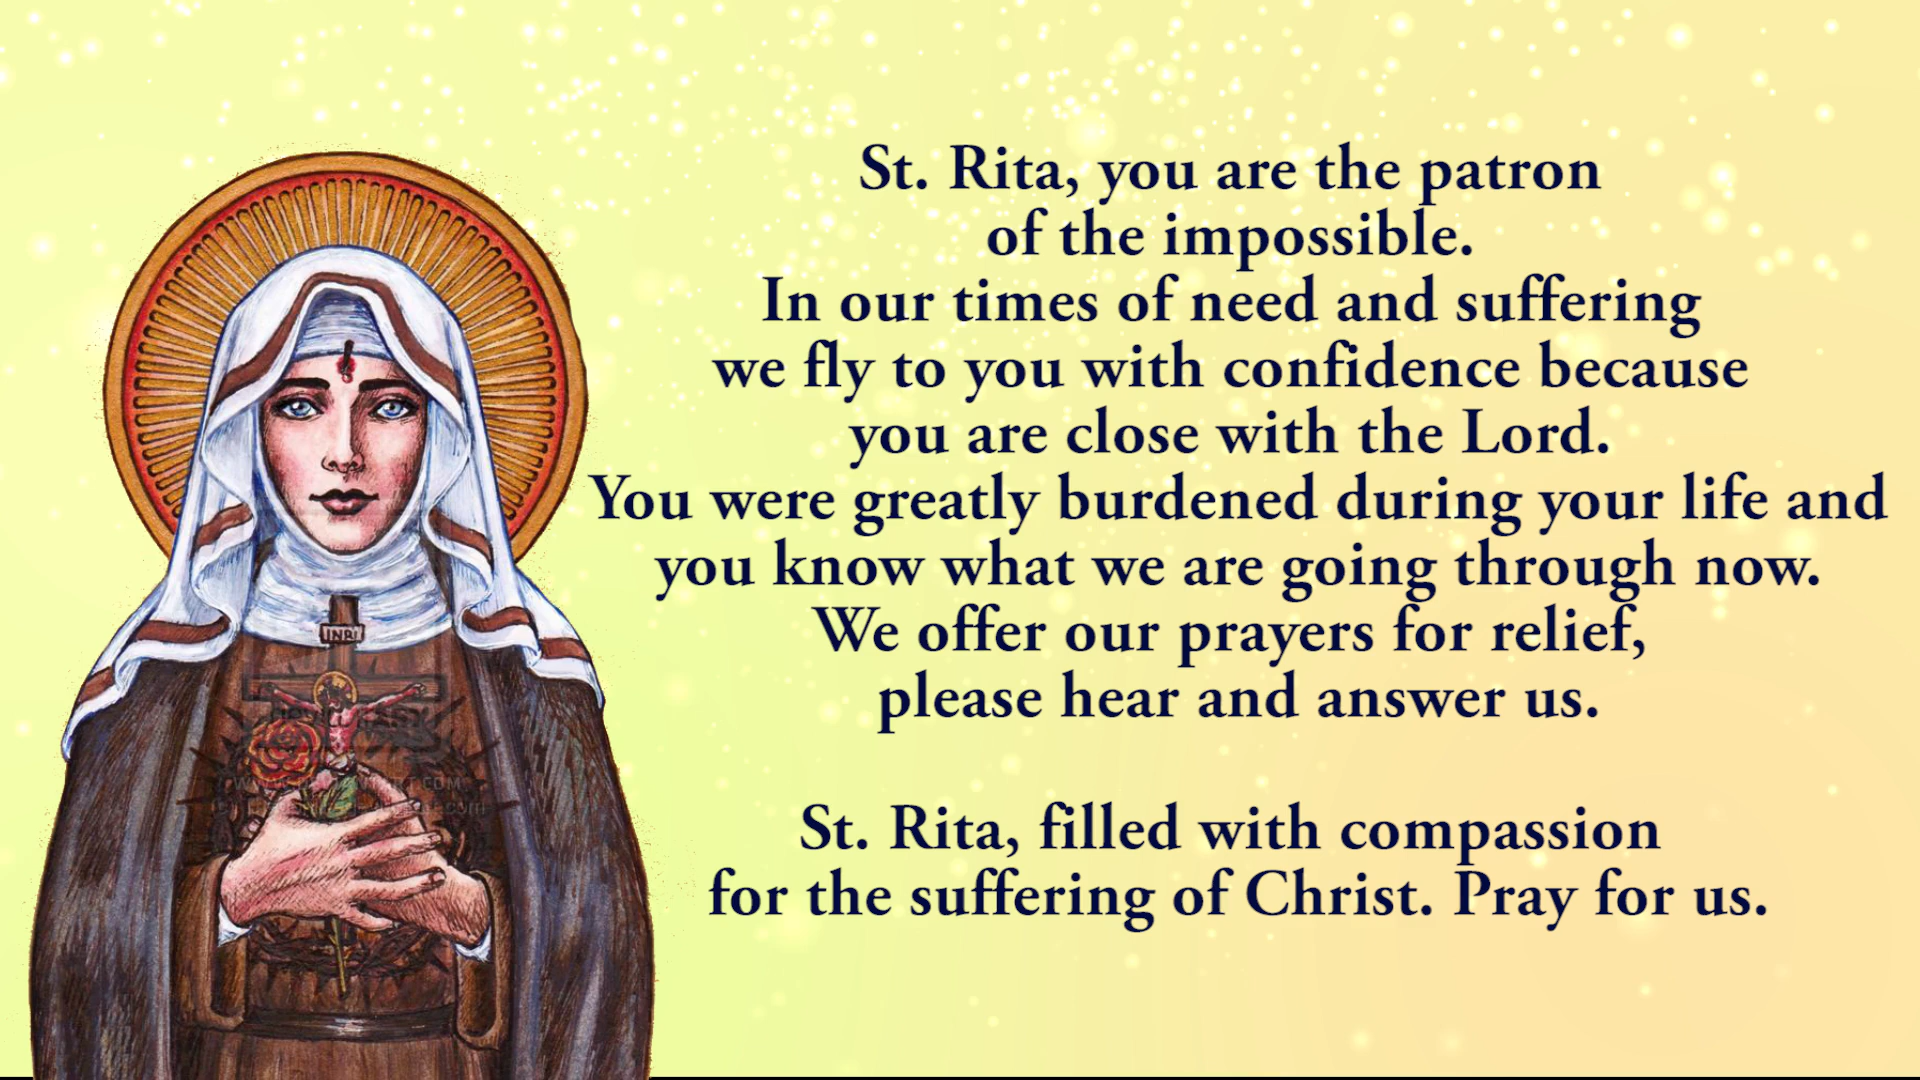 St. Rita, you are the patron
of the impossible.
In our times of need and suffering
we fly to you with confidence because
you are close with the Lord.
You were greatly burdened during your life and
you know what we are going through now.
We offer our prayers for relief,
please hear and answer us.
St. Rita, filled with compassion
for the suffering of Christ. Pray for us.
INRI